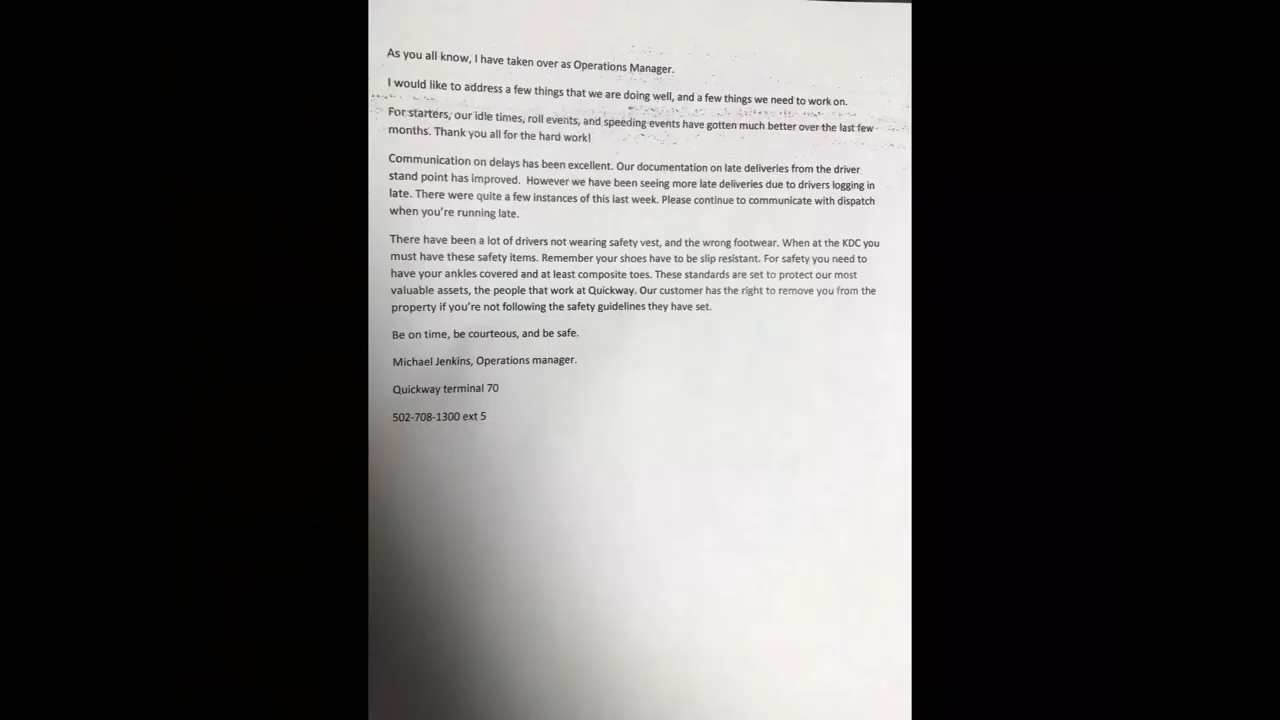 As you all know, I have taken over as Operations Manager.
I would like to address a few things that we are doing well, and a few things we need to work on.
For starters, our idle times, roll events, and speeding events have gotten much better over the last few
months. Thank you all for the hard work!
Communication on delays has been excellent. Our documentation on late deliveries from the driver
stand point has improved. However we have been seeing more late deliveries due to drivers logging in
late. There were quite a few instances of this last week. Please continue to communicate with dispatch
when you're running late.
There have been a lot of drivers not wearing safety vest, and the wrong footwear. When at the KDC you
must have these safety items. Remember your shoes have to be slip resistant. For safety you need to
have your ankles covered and at least composite toes. These standards are set to protect our most
valuable assets, the people that work at Quickway. Our customer has the right to remove you from the
property if you're not following the safety guidelines they have set.
Be on time, be courteous, and be safe.
Michael Jenkins, Operations manager.
Quickway terminal 70
502-708-1300 ext 5